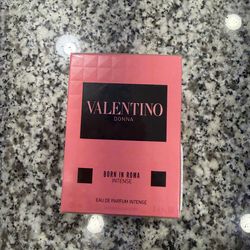 VALENTINO
DONNA
BORN IN ROMA
INTENSE
EAU DE PARFUM INTENSE